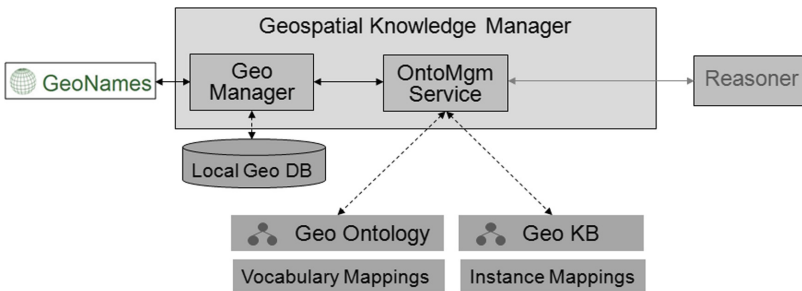 Geospatial Knowledge Manager
GeoNames
Geo
Manager
OntoMgm
Service
Reasoner
Local Geo DB
Geo Ontology
Geo KB
Vocabulary Mappings
Instance Mappings